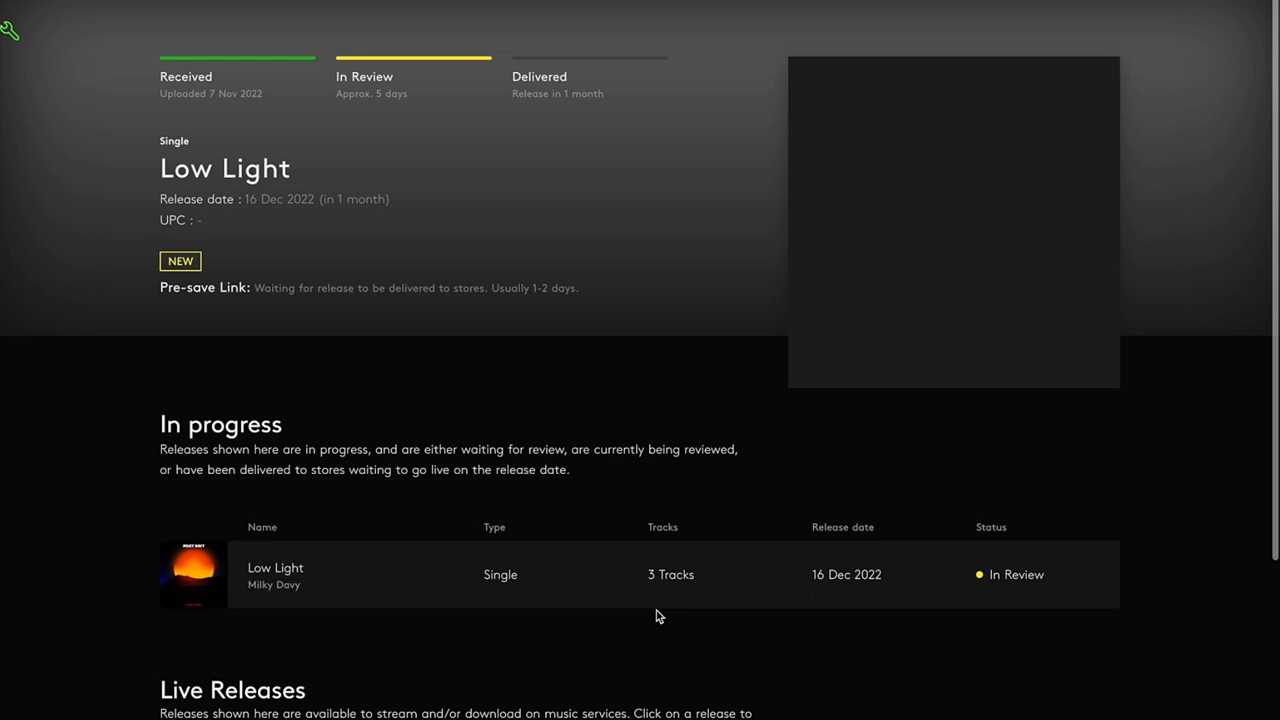 Received
Uploaded 7 Nov 2022
In Review
Approx. 5 days
Delivered
Release in 1 month
Single
Low Light
Release date : 16 Dec 2022 (in 1 month)
UPC : -
NEW
Pre-save Link: Waiting for release to be delivered to stores. Usually 1-2 days.
In progress
Releases shown here are in progress, and are either waiting for review, are currently being reviewed,
or have been delivered to stores waiting to go live on the release date.
Name Type Tracks Release date Status
MILKY DAVY
Low Light
Milky Davy
Single
3 Tracks
16 Dec 2022
In Review
Live Releases
Releases shown here are available to stream and/or download on music services. Click on a release to